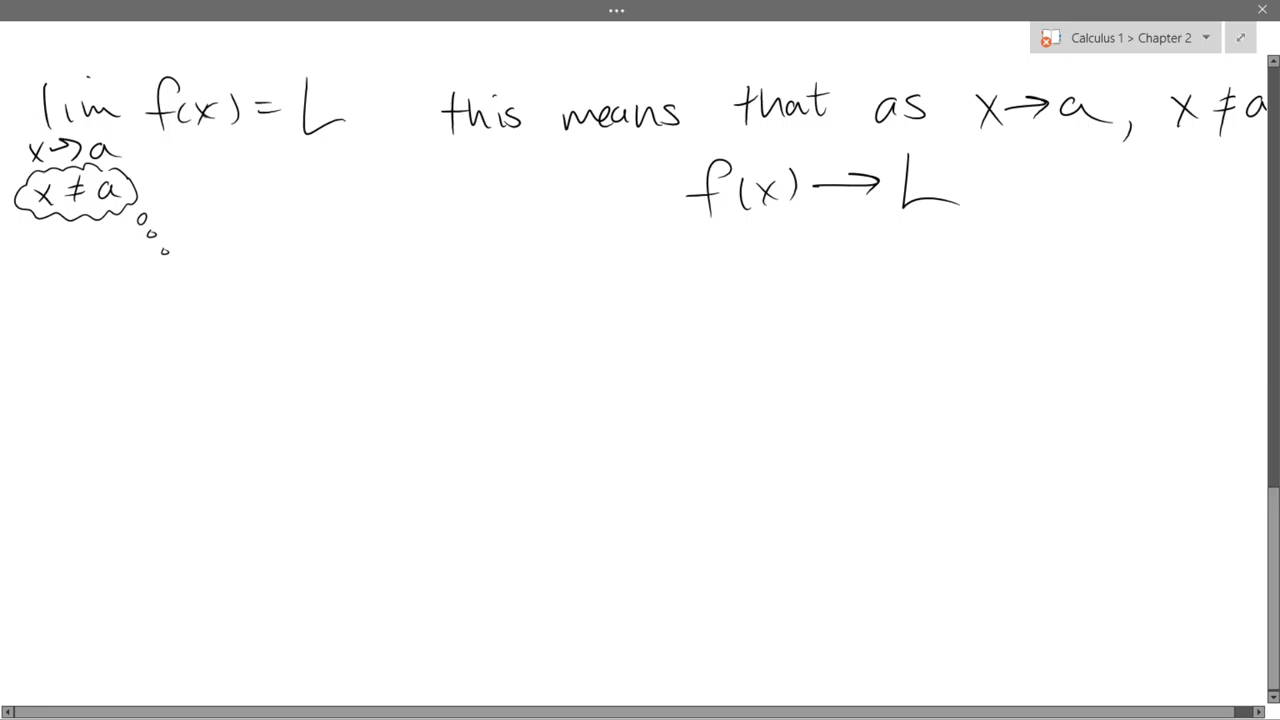 Calculus 1 > Chapter 2
lim f(x) = L this means that as x → a, x ≠ a
x → a
x ≠ a
f(x) → L